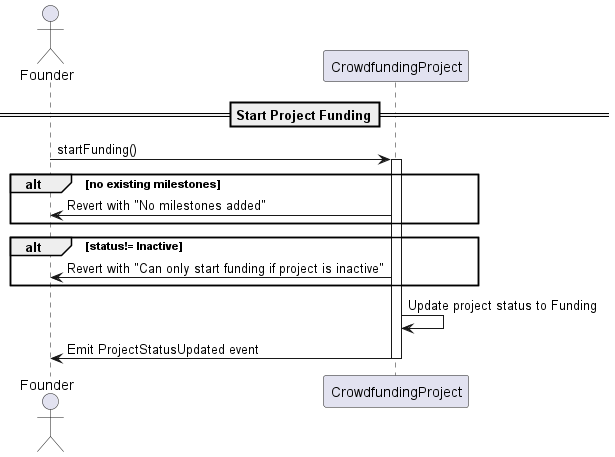 Founder
CrowdfundingProject
Start Project Funding
startFunding()
alt [no existing milestones]
Revert with "No milestones added"
alt [status!= Inactive]
Revert with "Can only start funding if project is inactive"
Update project status to Funding
Emit ProjectStatusUpdated event
Founder
CrowdfundingProject